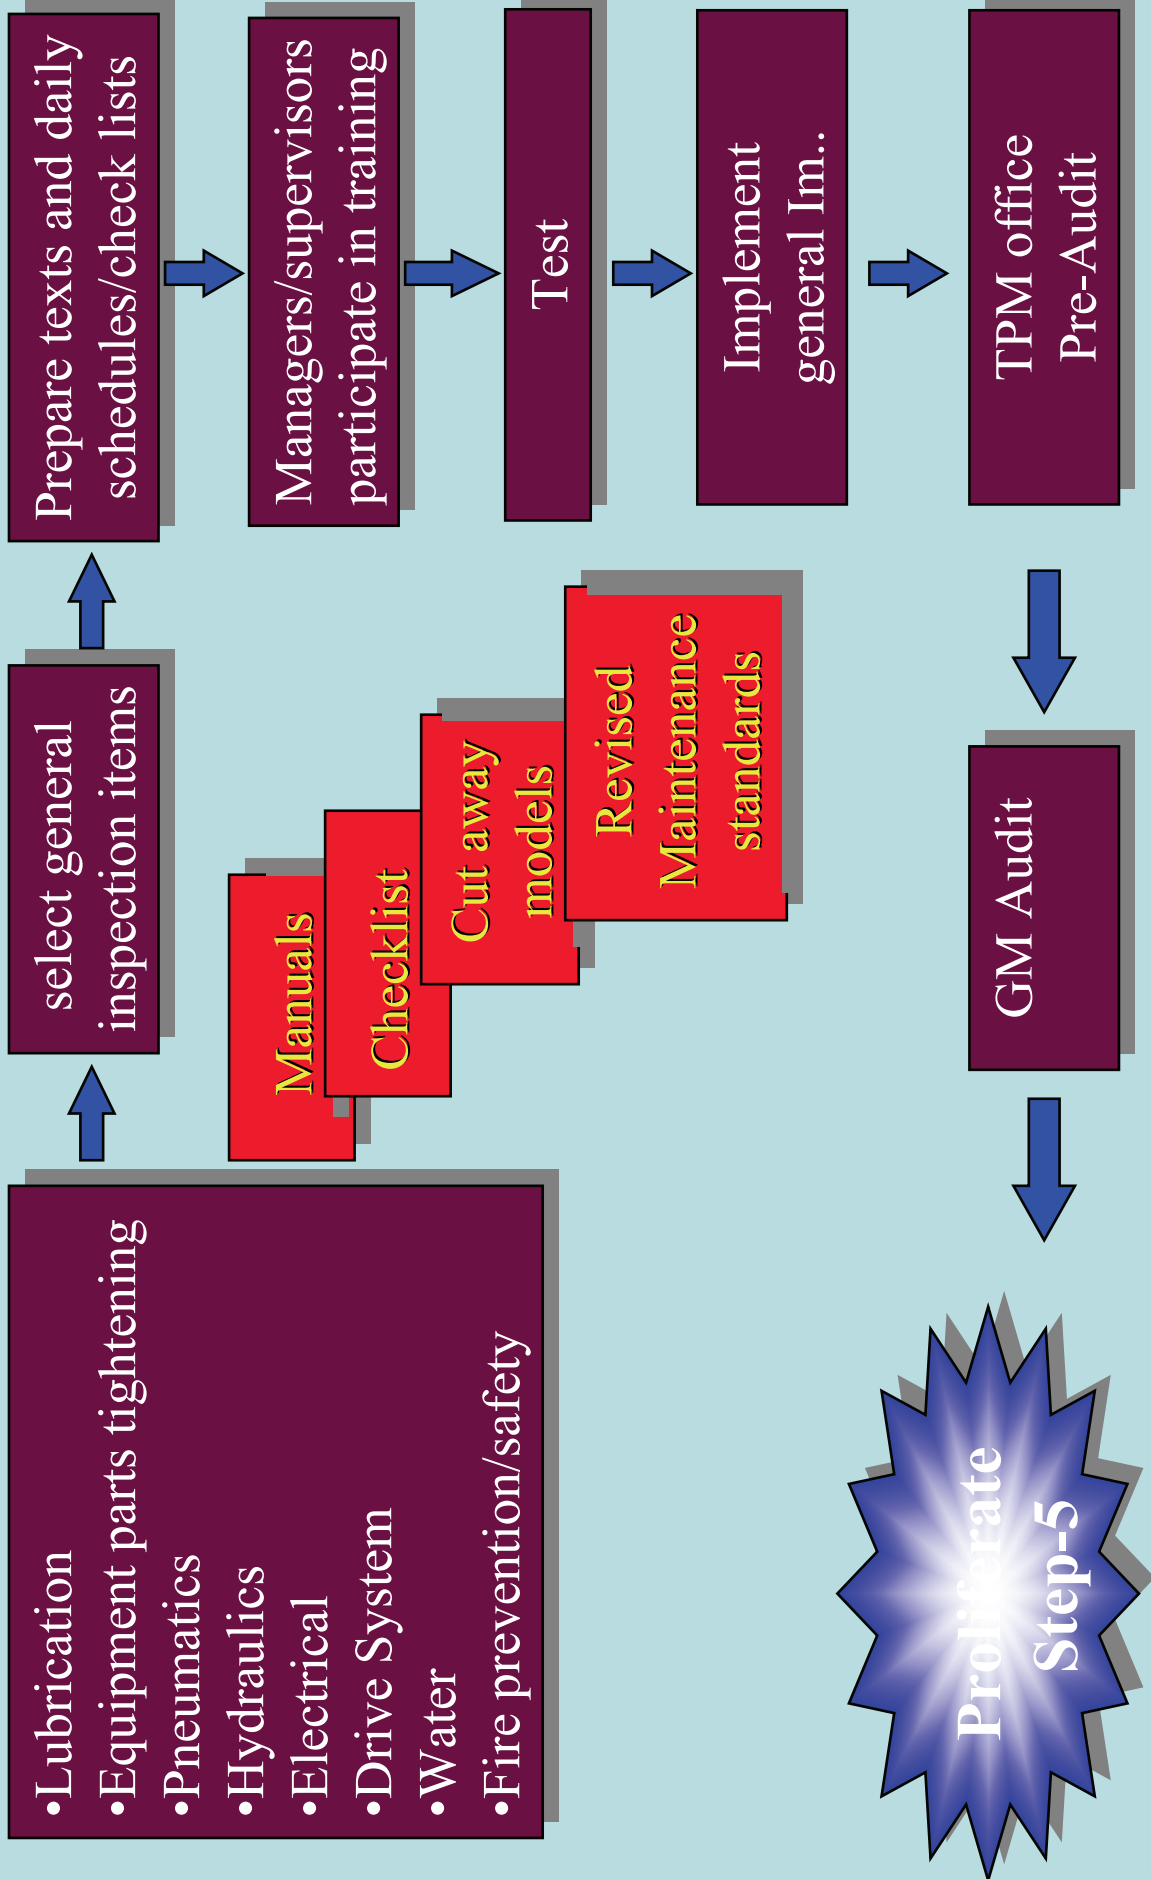 •Lubrication
•Equipment parts tightening
•Pneumatics
•Hydraulics
•Electrical
•Drive System
•Water
•Fire prevention/safety
select general
inspection items
Prepare texts and daily
schedules/check lists
Managers/supervisors
participate in training
Test
Implement
general Im..
TPM office
Pre-Audit
GM Audit
Proliferate
Step-5
Manuals
Checklist
Cut away
models
Revised
Maintenance
standards